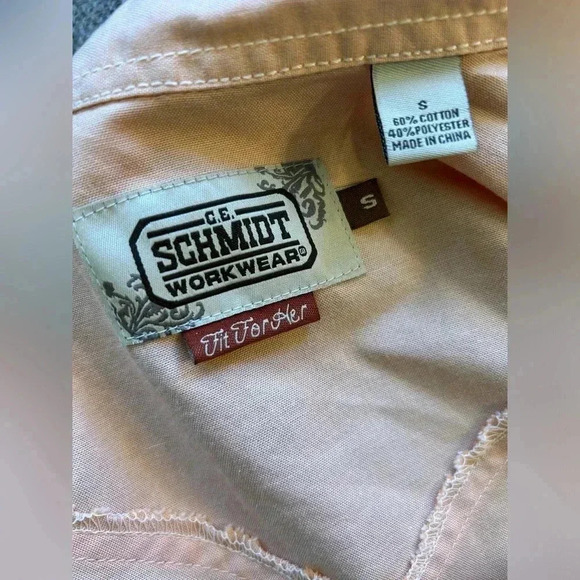 S
60% COTTON
40% POLYESTER
MADE IN CHINA
C.E.
SCHMIDT
WORKWEAR®
S
Fit For Her